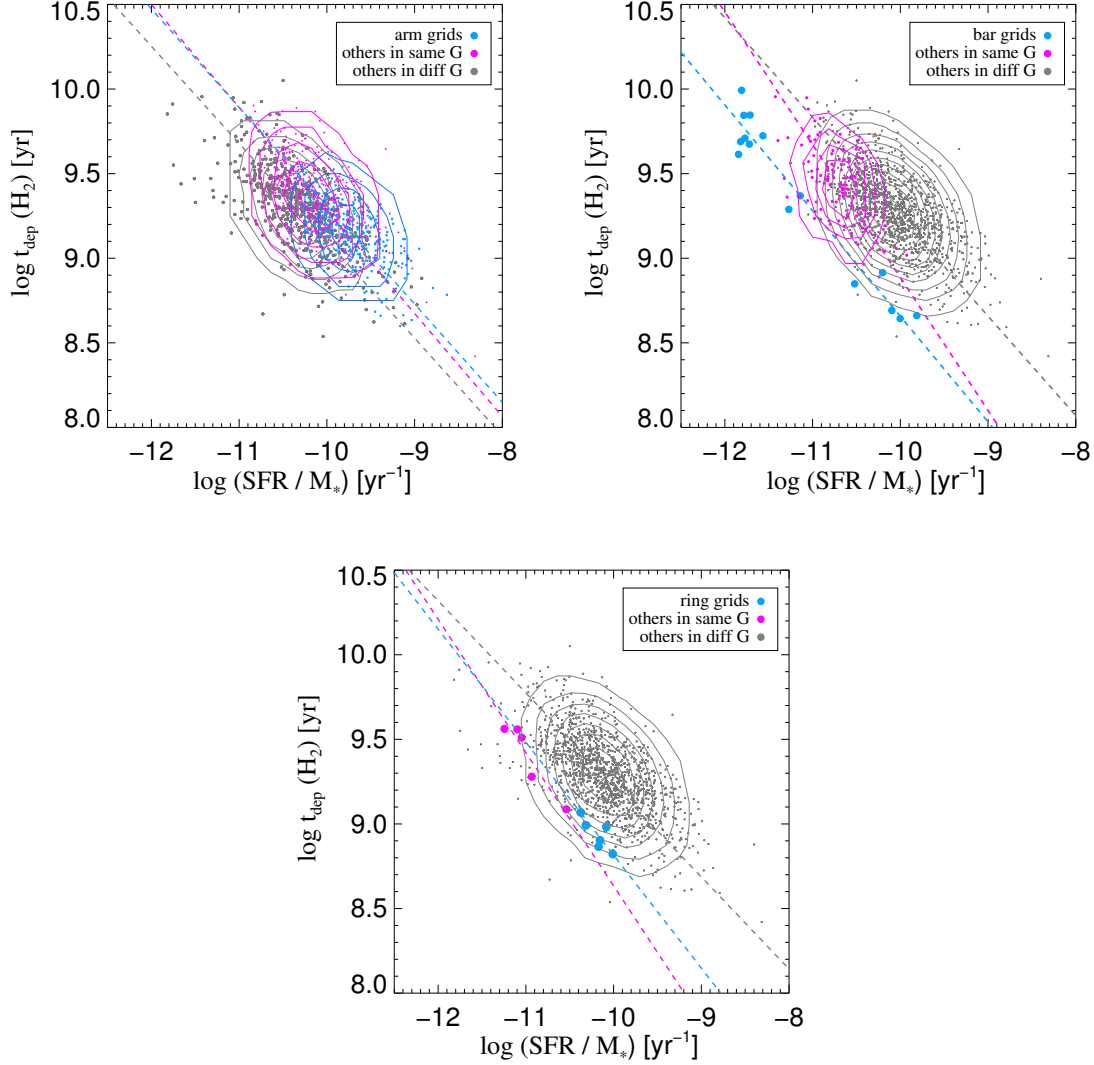 10.5
10.0
9.5
9.0
8.5
8.0
log t_dep (H_2) [yr]
arm grids
others in same G
others in diff G
−12 −11 −10 −9 −8
log (SFR / M_*) [yr^−1]
10.5
10.0
9.5
9.0
8.5
8.0
log t_dep (H_2) [yr]
bar grids
others in same G
others in diff G
−12 −11 −10 −9 −8
log (SFR / M_*) [yr^−1]
10.5
10.0
9.5
9.0
8.5
8.0
log t_dep (H_2) [yr]
ring grids
others in same G
others in diff G
−12 −11 −10 −9 −8
log (SFR / M_*) [yr^−1]